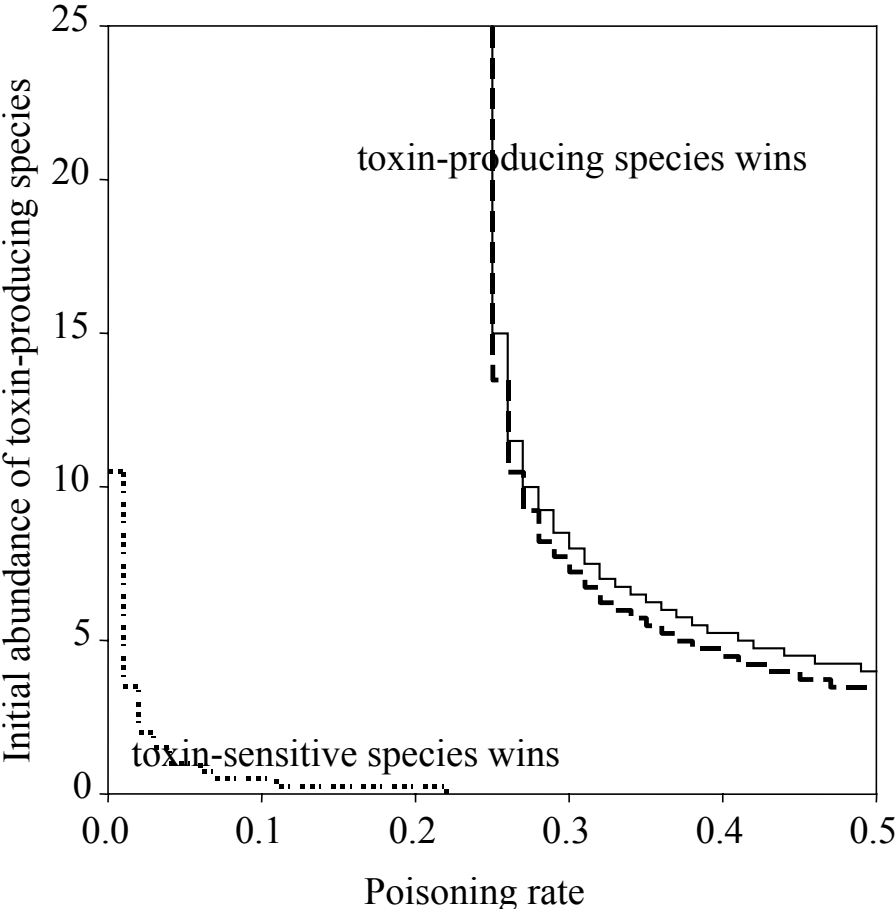 Initial abundance of toxin-producing species
25
20
15
10
5
0
toxin-producing species wins
toxin-sensitive species wins
0.0 0.1 0.2 0.3 0.4 0.5
Poisoning rate